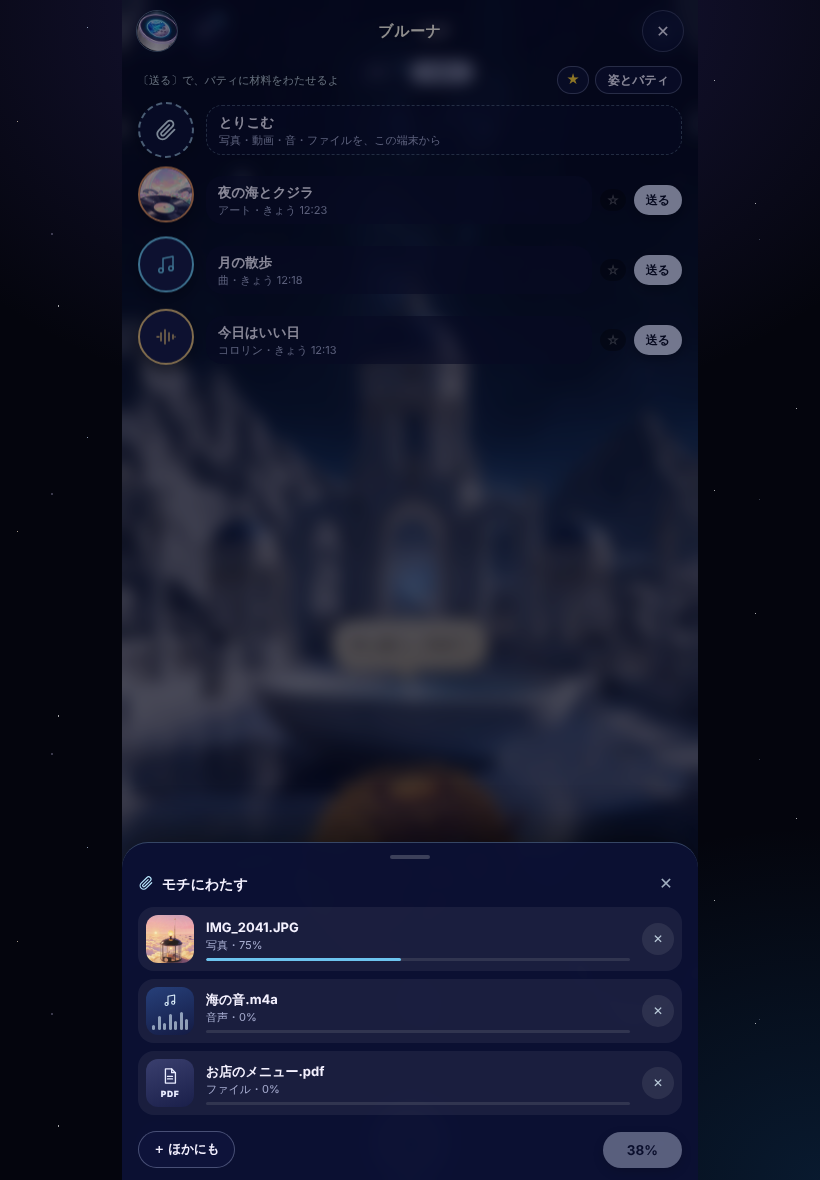 ブルーナ
✕
〔送る〕で、バティに材料をわたせるよ
★
姿とバティ
とりこむ
写真・動画・音・ファイルを、この端末から
夜の海とクジラ
アート・きょう 12:23
☆
送る
月の散歩
曲・きょう 12:18
☆
送る
今日はいい日
コロリン・きょう 12:13
☆
送る
モチにわたす
✕
IMG_2041.JPG
写真・75%
✕
海の音.m4a
音声・0%
✕
お店のメニュー.pdf
ファイル・0%
PDF
✕
+ ほかにも
38%